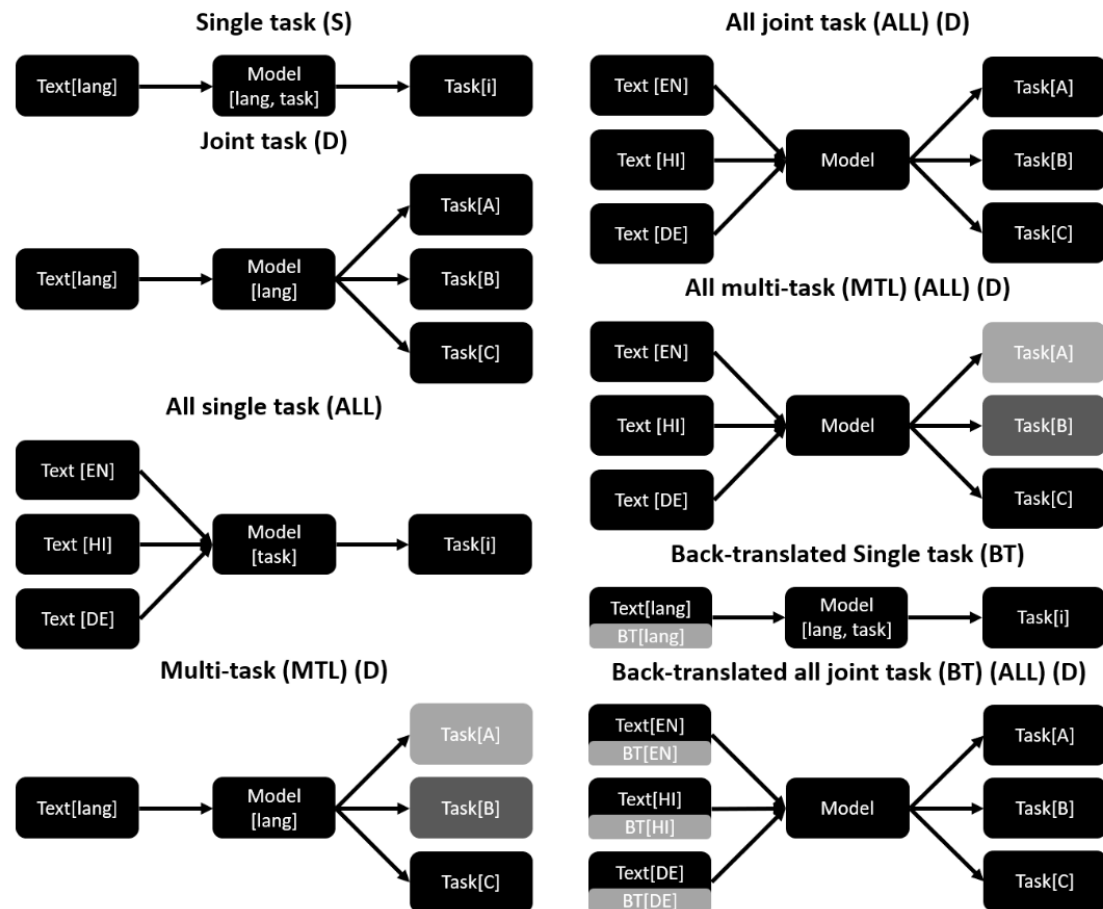 Single task (S)
Text[lang]
Model
[lang, task]
Task[i]
Joint task (D)
Text[lang]
Model
[lang]
Task[A]
Task[B]
Task[C]
All single task (ALL)
Text [EN]
Text [HI]
Text [DE]
Model
[task]
Task[i]
Multi-task (MTL) (D)
Text[lang]
Model
[lang]
Task[A]
Task[B]
Task[C]
All joint task (ALL) (D)
Text [EN]
Text [HI]
Text [DE]
Model
Task[A]
Task[B]
Task[C]
All multi-task (MTL) (ALL) (D)
Text [EN]
Text [HI]
Text [DE]
Model
Task[A]
Task[B]
Task[C]
Back-translated Single task (BT)
Text[lang]
BT[lang]
Model
[lang, task]
Task[i]
Back-translated all joint task (BT) (ALL) (D)
Text[EN]
BT[EN]
Text[HI]
BT[HI]
Text[DE]
BT[DE]
Model
Task[A]
Task[B]
Task[C]